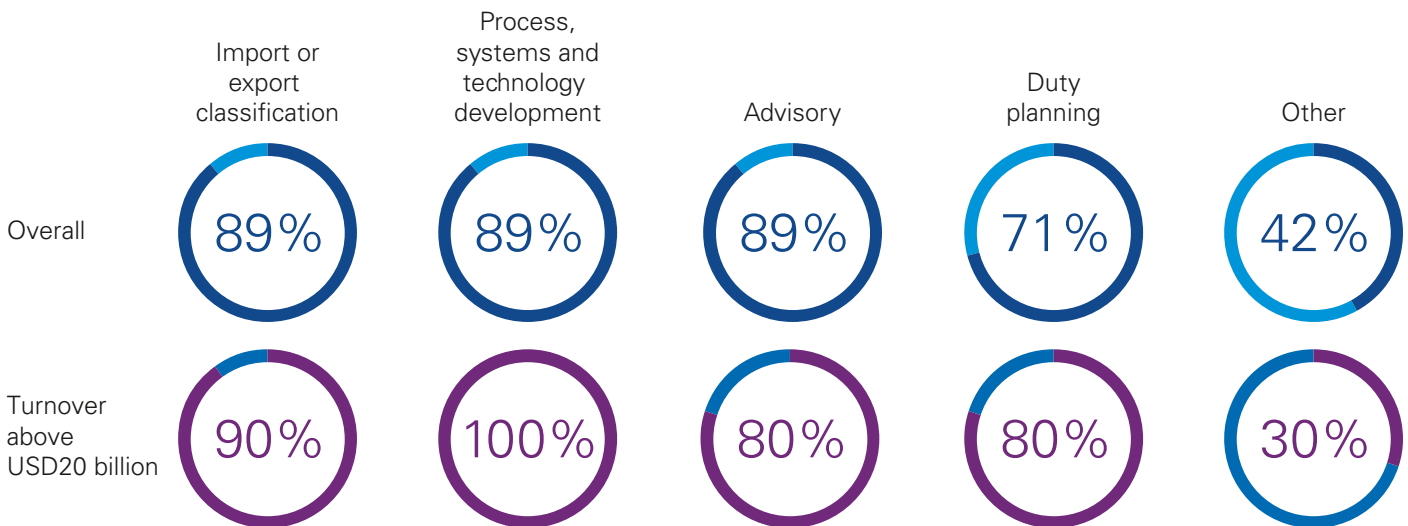 Import or
export
classification
Process,
systems and
technology
development
Advisory
Duty
planning
Other
Overall
89%
89%
89%
71%
42%
Turnover
above
USD20 billion
90%
100%
80%
80%
30%